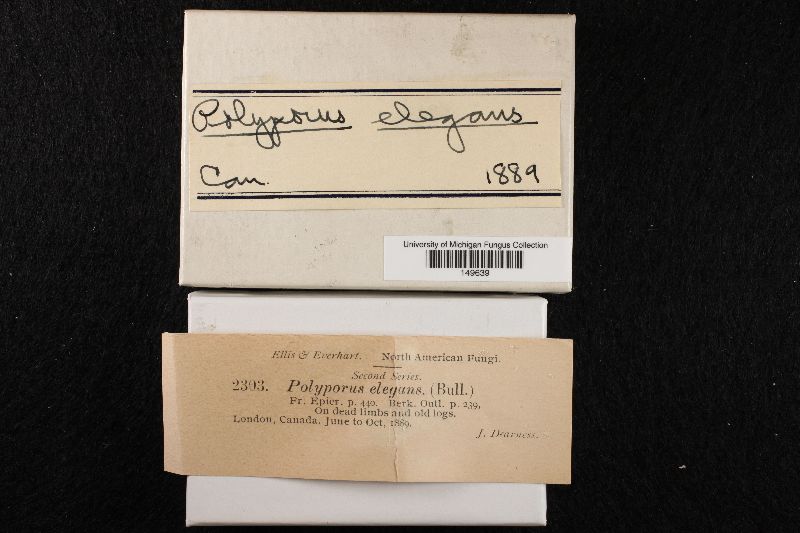 Polyporus elegans
Can. 1889
University of Michigan Fungus Collection
149639
Ellis & Everhart. North American Fungi.
Second Series.
2303. Polyporus elegans, (Bull.)
Fr. Epicr. p. 440. Berk. Outl. p. 239,
On dead limbs and old logs.
London, Canada, June to Oct, 1889.
J. Dearness.